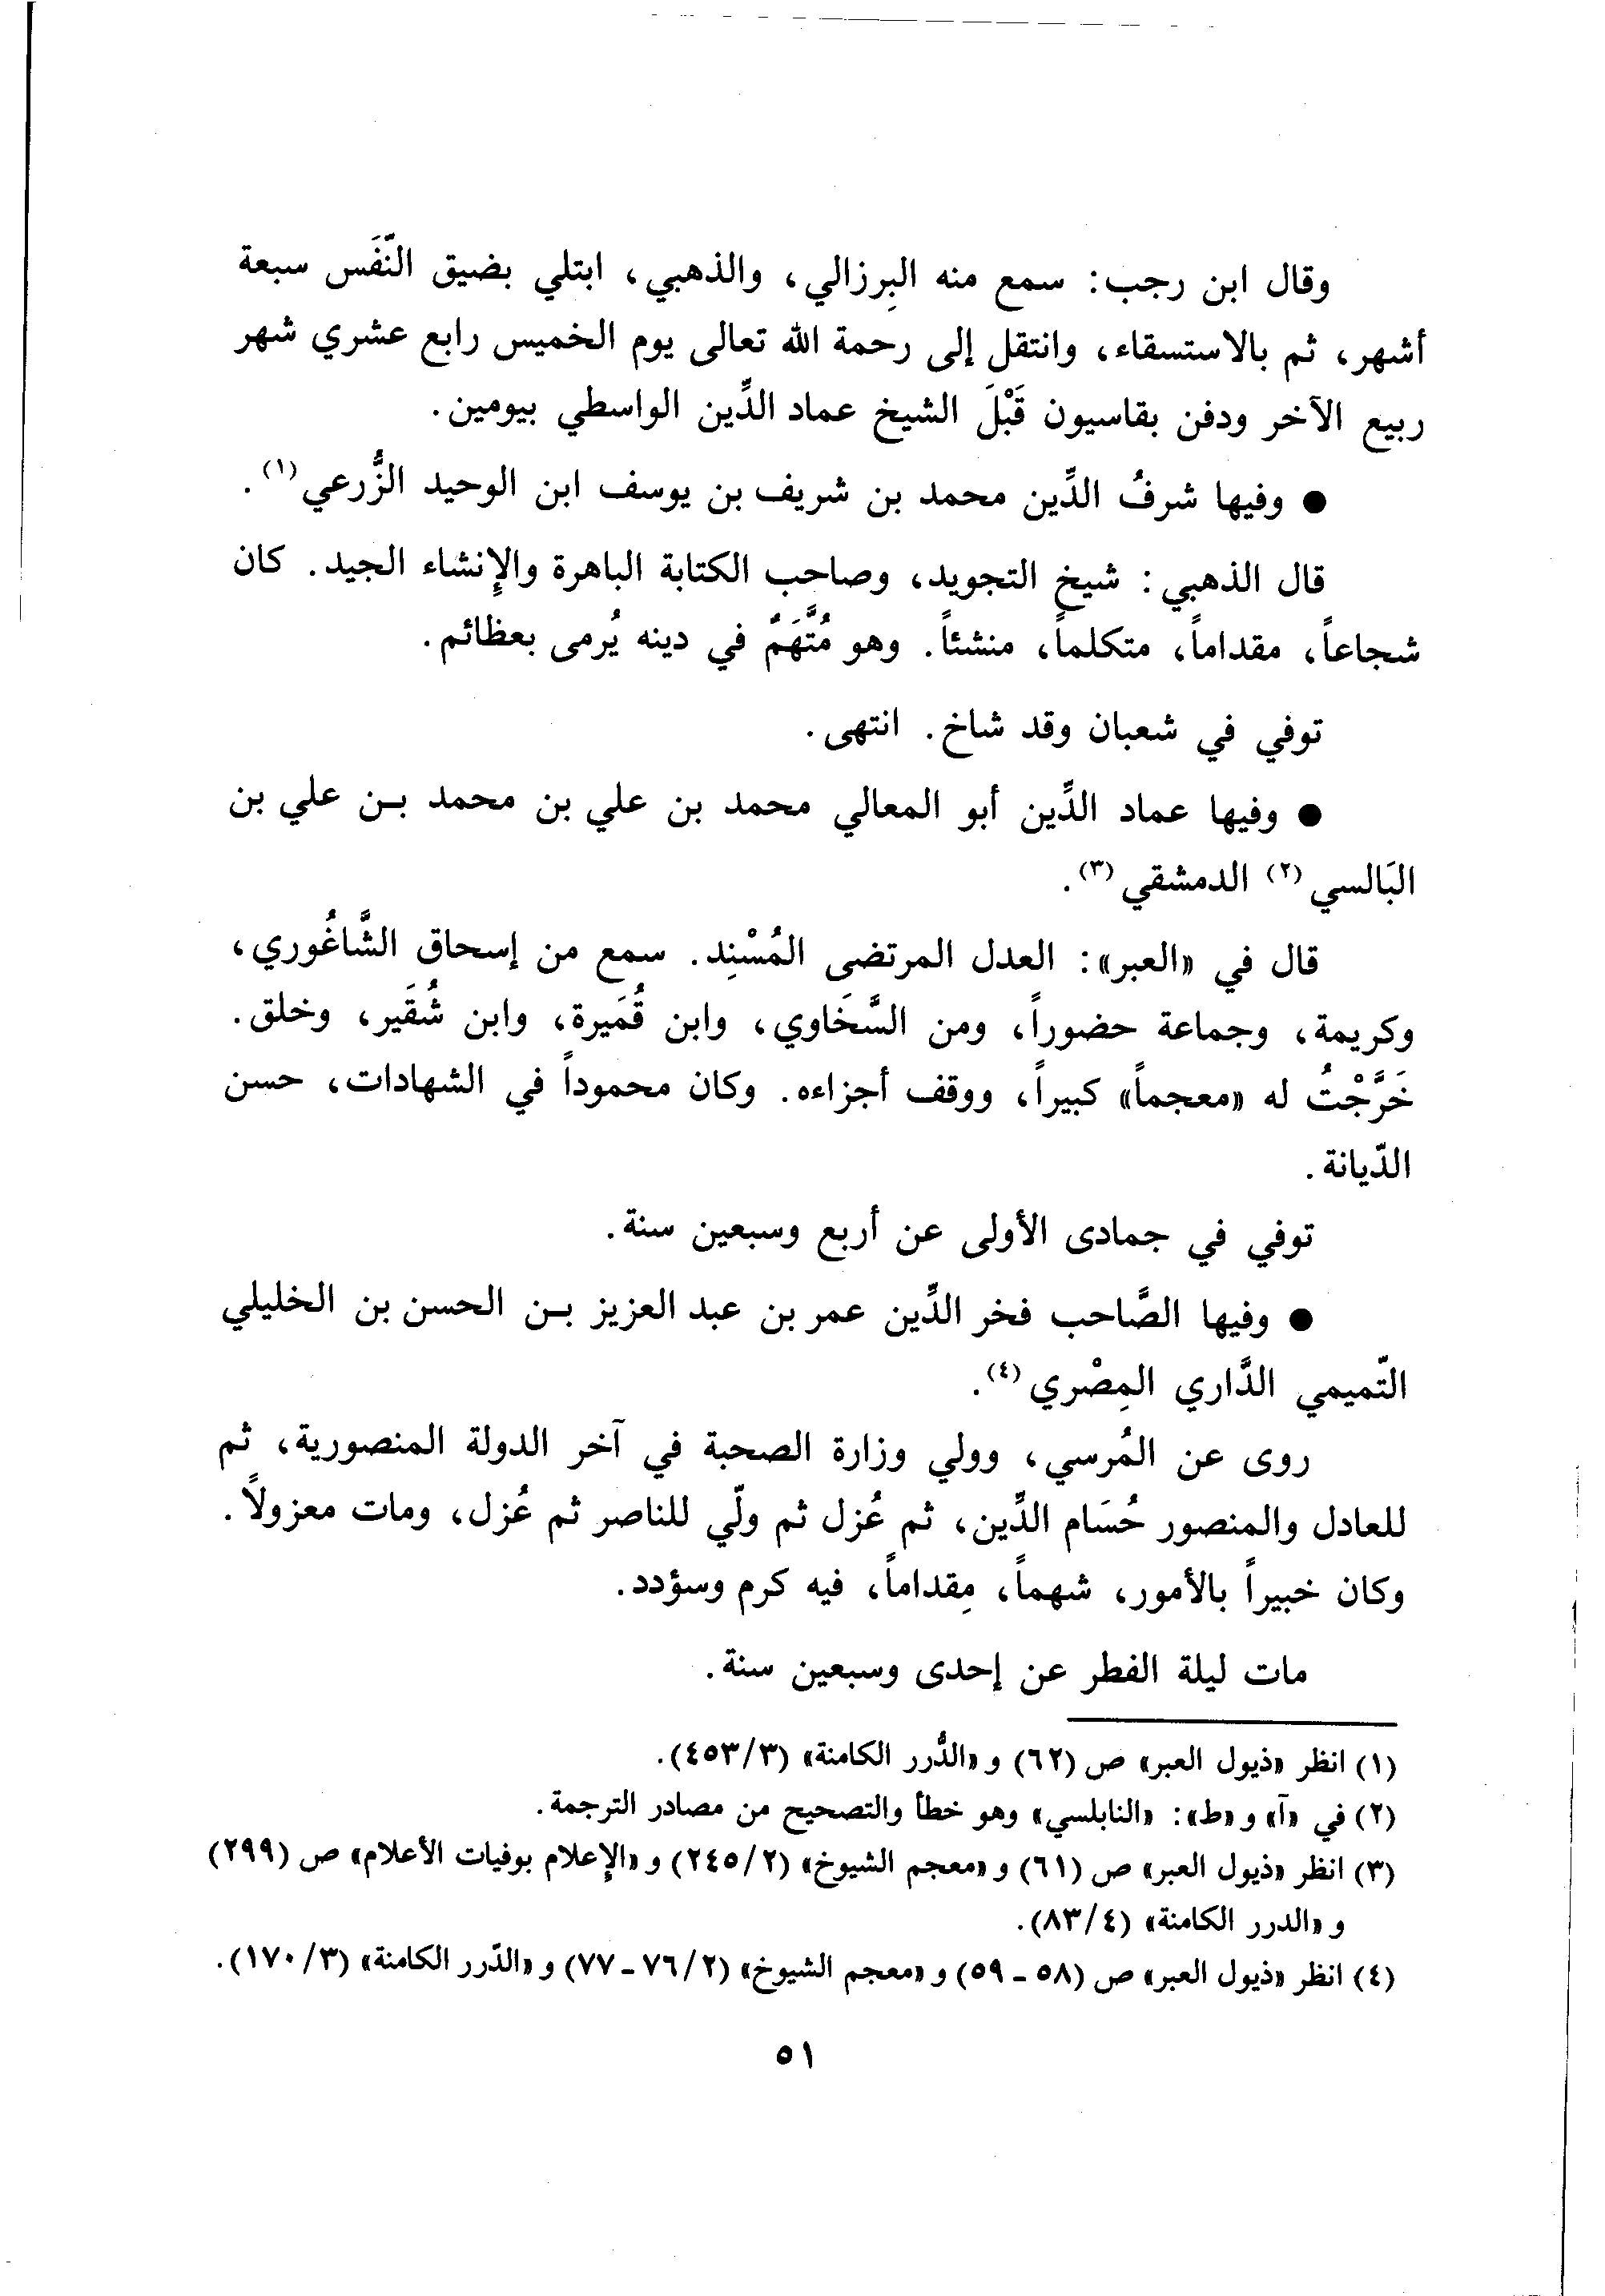 وقال ابن رجب: سمع منه البِرزالي، والذهبي، ابتلي بضيق النَّفَس سبعة
أشهر، ثم بالاستسقاء، وانتقل إلى رحمة الله تعالى يوم الخميس رابع عشري شهر
ربيع الآخر ودفن بقاسيون قَبْلَ الشيخ عماد الدِّين الواسطي بيومين.
● وفيها شرفُ الدِّين محمد بن شريف بن يوسف ابن الوحيد الزُّرعي (١).
قال الذهبي: شيخ التجويد، وصاحب الكتابة الباهرة والإنشاء الجيد. كان
شجاعاً، مقداماً، متكلماً، منشئاً. وهو مُتَّهَمٌ في دينه يُرمى بعظائم.
توفي في شعبان وقد شاخ. انتهى.
● وفيها عماد الدِّين أبو المعالي محمد بن علي بن محمد بـن علي بن
البَالسي (٢) الدمشقي (٣).
قال في «العبر»: العدل المرتضى المُسْنِد. سمع من إسحاق الشَّاغُوري،
وكريمة، وجماعة حضوراً، ومن السَّخَاوي، وابن قُمَيرة، وابن شُقَير، وخلق.
خَرَّجْتُ له «معجماً» كبيراً، ووقف أجزاءه. وكان محموداً في الشهادات، حسن
الدّيانة.
توفي في جمادى الأولى عن أربع وسبعين سنة.
● وفيها الصَّاحب فخر الدِّين عمر بن عبد العزيز بـن الحسن بن الخليلي
التّميمي الدَّاري المِصْري (٤).
روى عن المُرسي، وولي وزارة الصحبة في آخر الدولة المنصورية، ثم
للعادل والمنصور حُسَام الدِّين، ثم عُزل ثم ولّي للناصر ثم عُزل، ومات معزولاً.
وكان خبيراً بالأمور، شهماً، مِقداماً، فيه كرم وسؤدد.
مات ليلة الفطر عن إحدى وسبعين سنة.
(١) انظر «ذيول العبر» ص (٦٢) و «الدُّرر الكامنة» (٤٥٣/٣).
(٢) في «آ» و «ط»: «النابلسي» وهو خطأ والتصحيح من مصادر الترجمة.
(٣) انظر «ذيول العبر» ص (٦١) و «معجم الشيوخ» (٢٤٥/٢) و «الإعلام بوفيات الأعلام» ص (٢٩٩)
و «الدرر الكامنة» (٨٣/٤).
(٤) انظر «ذيول العبر» ص (٥٨ ـ ٥٩) و «معجم الشيوخ» (٧٦/٢ ـ ٧٧) و «الدّرر الكامنة» (١٧٠/٣).
٥١